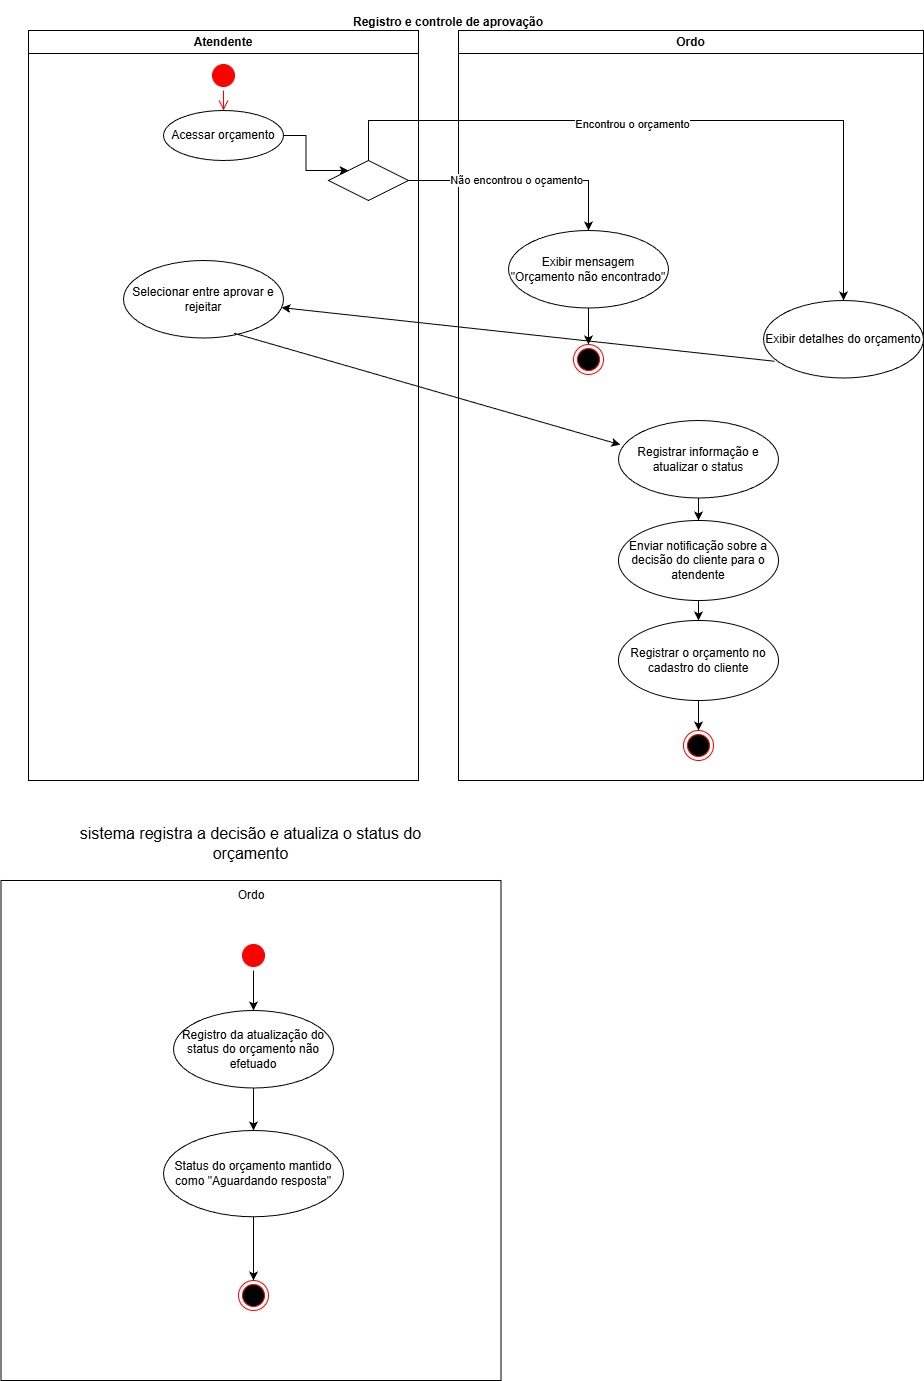 Registro e controle de aprovação
Atendente
Ordo
Acessar orçamento
Encontrou o orçamento
Não encontrou o oçamento
Exibir mensagem
"Orçamento não encontrado"
Selecionar entre aprovar e
rejeitar
Exibir detalhes do orçamento
Registrar informação e
atualizar o status
Enviar notificação sobre a
decisão do cliente para o
atendente
Registrar o orçamento no
cadastro do cliente
sistema registra a decisão e atualiza o status do
orçamento
Ordo
Registro da atualização do
status do orçamento não
efetuado
Status do orçamento mantido
como "Aguardando resposta"